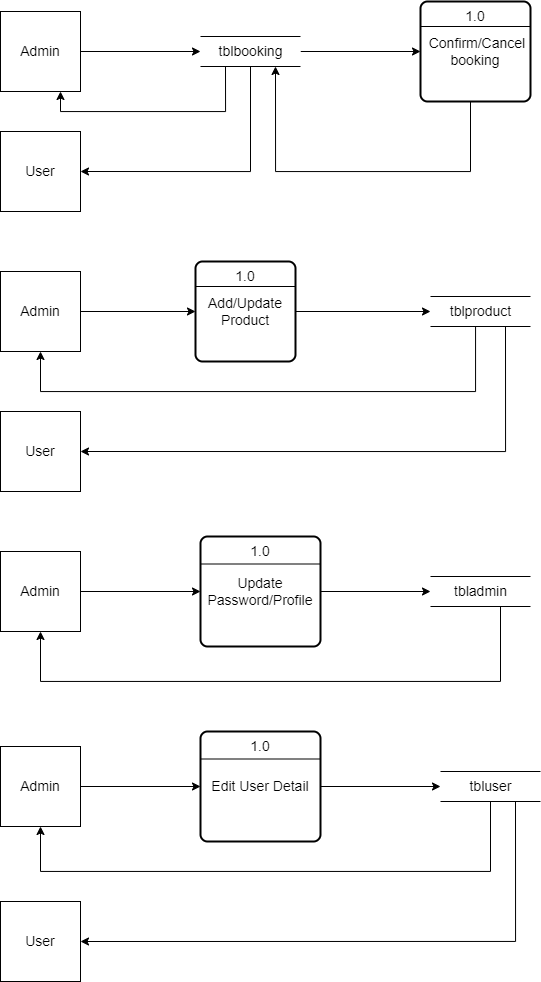 1.0
Admin
tblbooking
Confirm/Cancel
booking
User
1.0
Admin
Add/Update
Product
tblproduct
User
1.0
Admin
Update
Password/Profile
tbladmin
1.0
Admin
Edit User Detail
tbluser
User